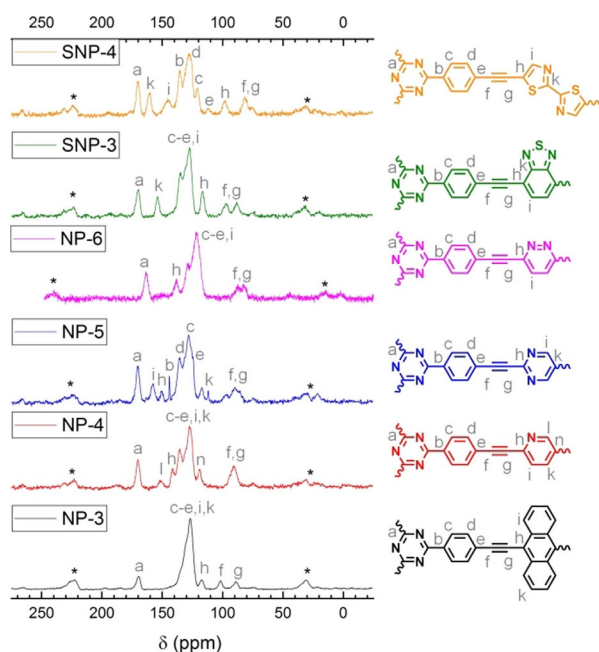 250 200 150 100 50 0
SNP-4
* a k i b d c e h f,g *
a N N N b c d e f g h i N k S S N
SNP-3
* a k c-e,i h f,g *
a N N N b c d e f g h i k N S N
NP-6
* a h c-e,i f,g *
a N N N b c d e f g h i N N
NP-5
* a i h b d c e k f,g *
a N N N b c d e f g h i k N N
NP-4
* a l h c-e,i,k n f,g *
a N N N b c d e f g h i k l n N
NP-3
* a c-e,i,k h f g *
a N N N b c d e f g h i k
250 200 150 100 50 0
δ (ppm)